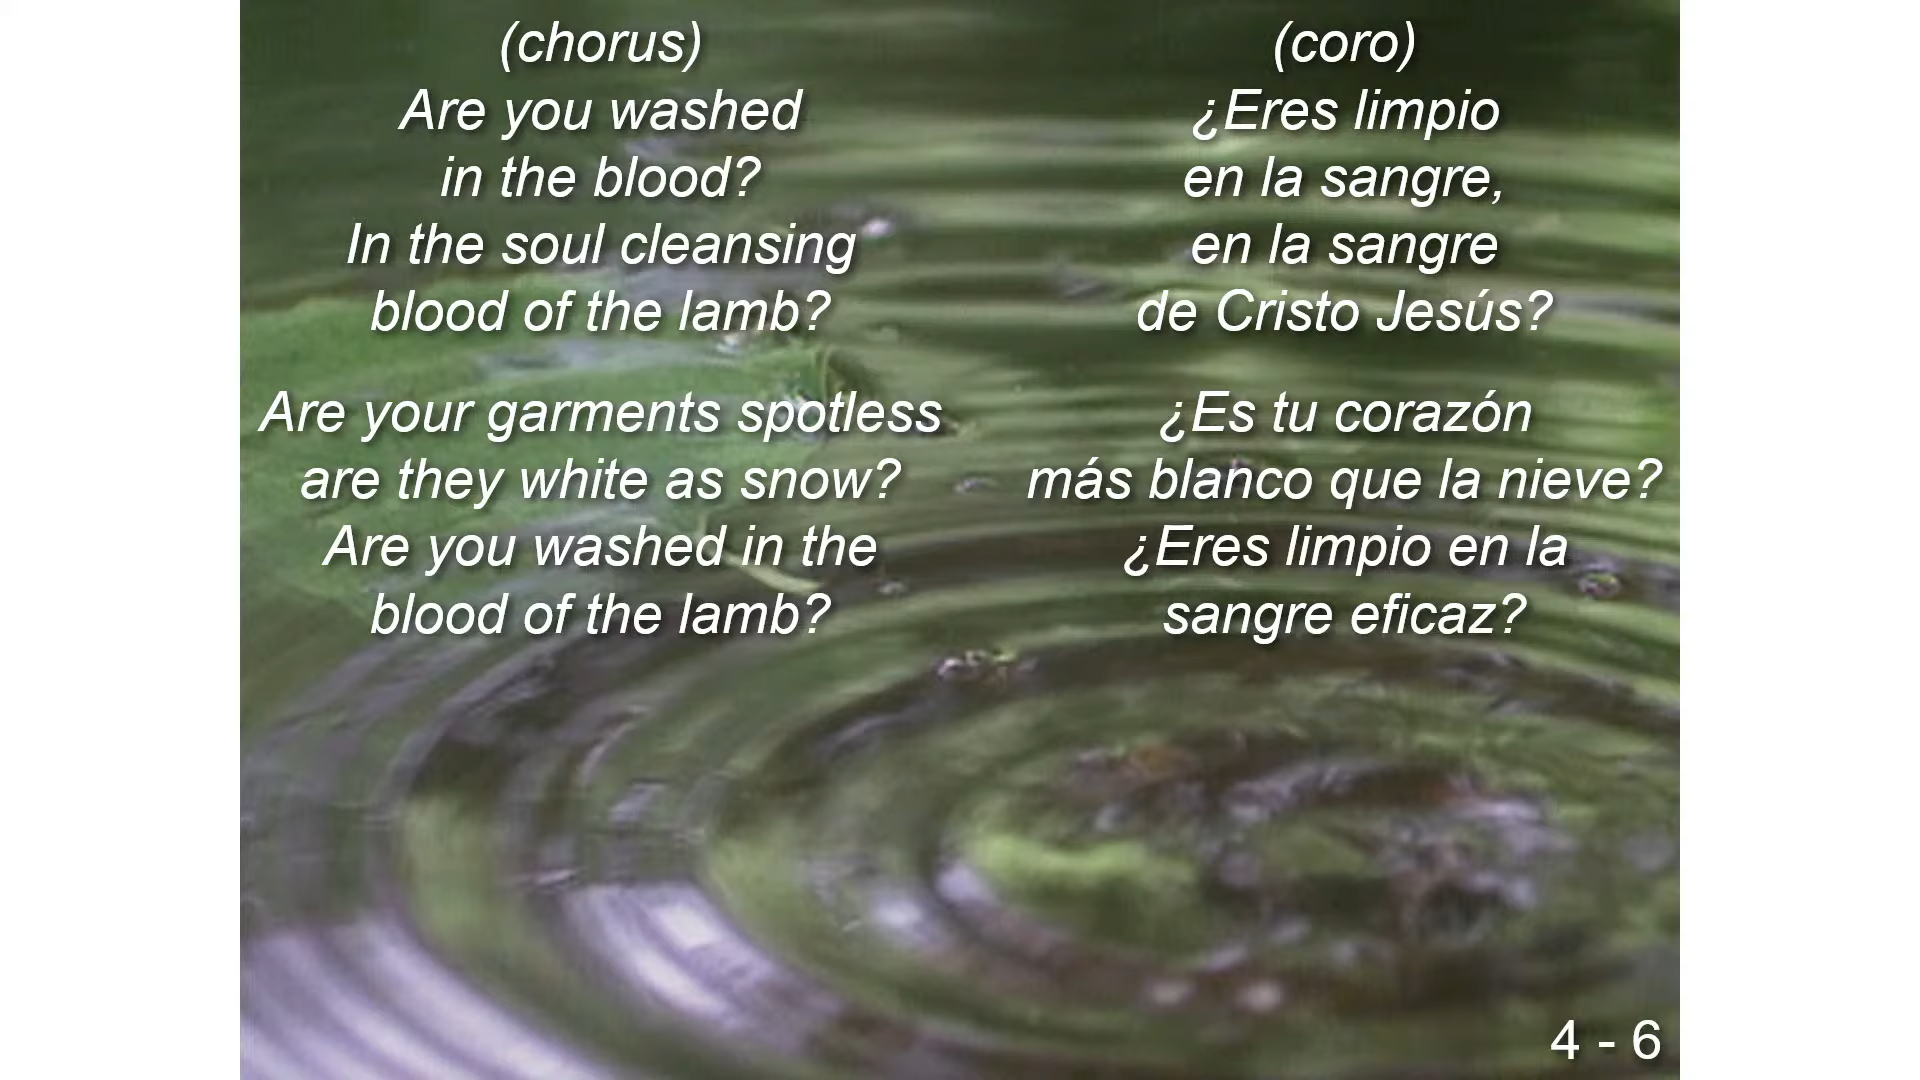 (chorus)
Are you washed
in the blood?
In the soul cleansing
blood of the lamb?
Are your garments spotless
are they white as snow?
Are you washed in the
blood of the lamb?
(coro)
¿Eres limpio
en la sangre,
en la sangre
de Cristo Jesús?
¿Es tu corazón
más blanco que la nieve?
¿Eres limpio en la
sangre eficaz?
4 - 6